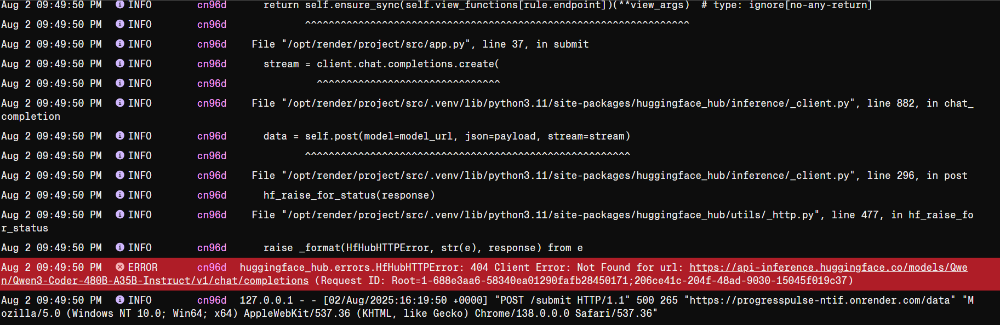 Aug 2 09:49:50 PM INFO cn96d return self.ensure_sync(self.view_functions[rule.endpoint])(**view_args)  # type: ignore[no-any-return]
Aug 2 09:49:50 PM INFO cn96d ^^^^^^^^^^^^^^^^^^^^^^^^^^^^^^^^^^^^^^^^^^^^^^^^^^^^^^^^^^^^^^^^^
Aug 2 09:49:50 PM INFO cn96d File "/opt/render/project/src/app.py", line 37, in submit
Aug 2 09:49:50 PM INFO cn96d stream = client.chat.completions.create(
Aug 2 09:49:50 PM INFO cn96d ^^^^^^^^^^^^^^^^^^^^^^^^^^^^^^^
Aug 2 09:49:50 PM INFO cn96d File "/opt/render/project/src/.venv/lib/python3.11/site-packages/huggingface_hub/inference/_client.py", line 882, in chat_
completion
Aug 2 09:49:50 PM INFO cn96d data = self.post(model=model_url, json=payload, stream=stream)
Aug 2 09:49:50 PM INFO cn96d ^^^^^^^^^^^^^^^^^^^^^^^^^^^^^^^^^^^^^^^^^^^^^^^^^^^^^^^
Aug 2 09:49:50 PM INFO cn96d File "/opt/render/project/src/.venv/lib/python3.11/site-packages/huggingface_hub/inference/_client.py", line 296, in post
Aug 2 09:49:50 PM INFO cn96d hf_raise_for_status(response)
Aug 2 09:49:50 PM INFO cn96d File "/opt/render/project/src/.venv/lib/python3.11/site-packages/huggingface_hub/utils/_http.py", line 477, in hf_raise_fo
r_status
Aug 2 09:49:50 PM INFO cn96d raise _format(HfHubHTTPError, str(e), response) from e
Aug 2 09:49:50 PM ERROR cn96d huggingface_hub.errors.HfHubHTTPError: 404 Client Error: Not Found for url: https://api-inference.huggingface.co/models/Qwe
n/Qwen3-Coder-480B-A35B-Instruct/v1/chat/completions (Request ID: Root=1-688e3aa6-58340ea01290fafb28450171;206ce41c-204f-48ad-9030-15045f019c37)
Aug 2 09:49:50 PM INFO cn96d 127.0.0.1 - - [02/Aug/2025:16:19:50 +0000] "POST /submit HTTP/1.1" 500 265 "https://progresspulse-ntif.onrender.com/data" "M
ozilla/5.0 (Windows NT 10.0; Win64; x64) AppleWebKit/537.36 (KHTML, like Gecko) Chrome/138.0.0.0 Safari/537.36"